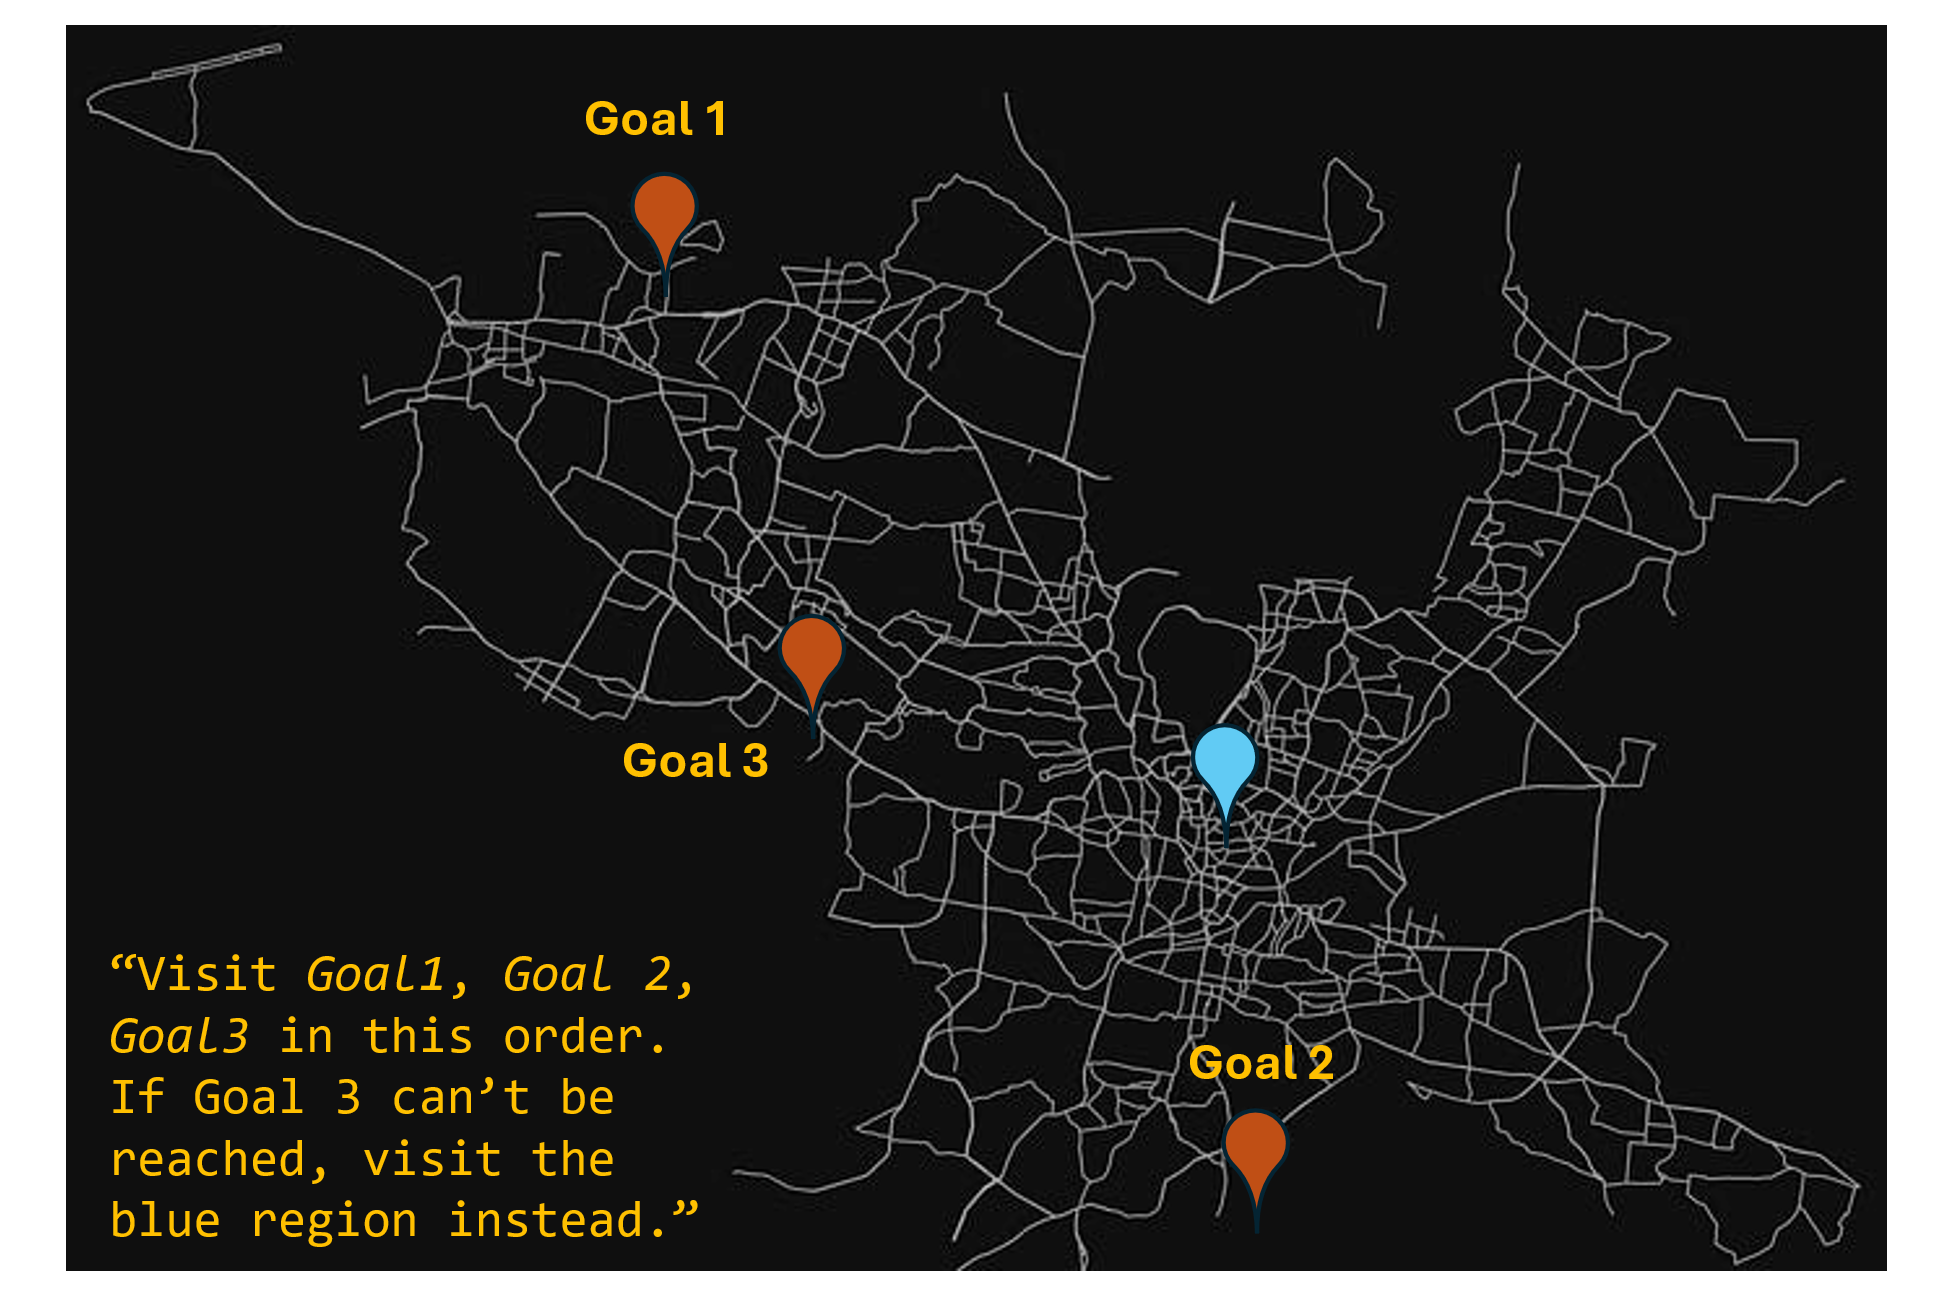 Goal 1
Goal 3
Goal 2
“Visit Goal1, Goal 2,
Goal3 in this order.
If Goal 3 can’t be
reached, visit the
blue region instead.”